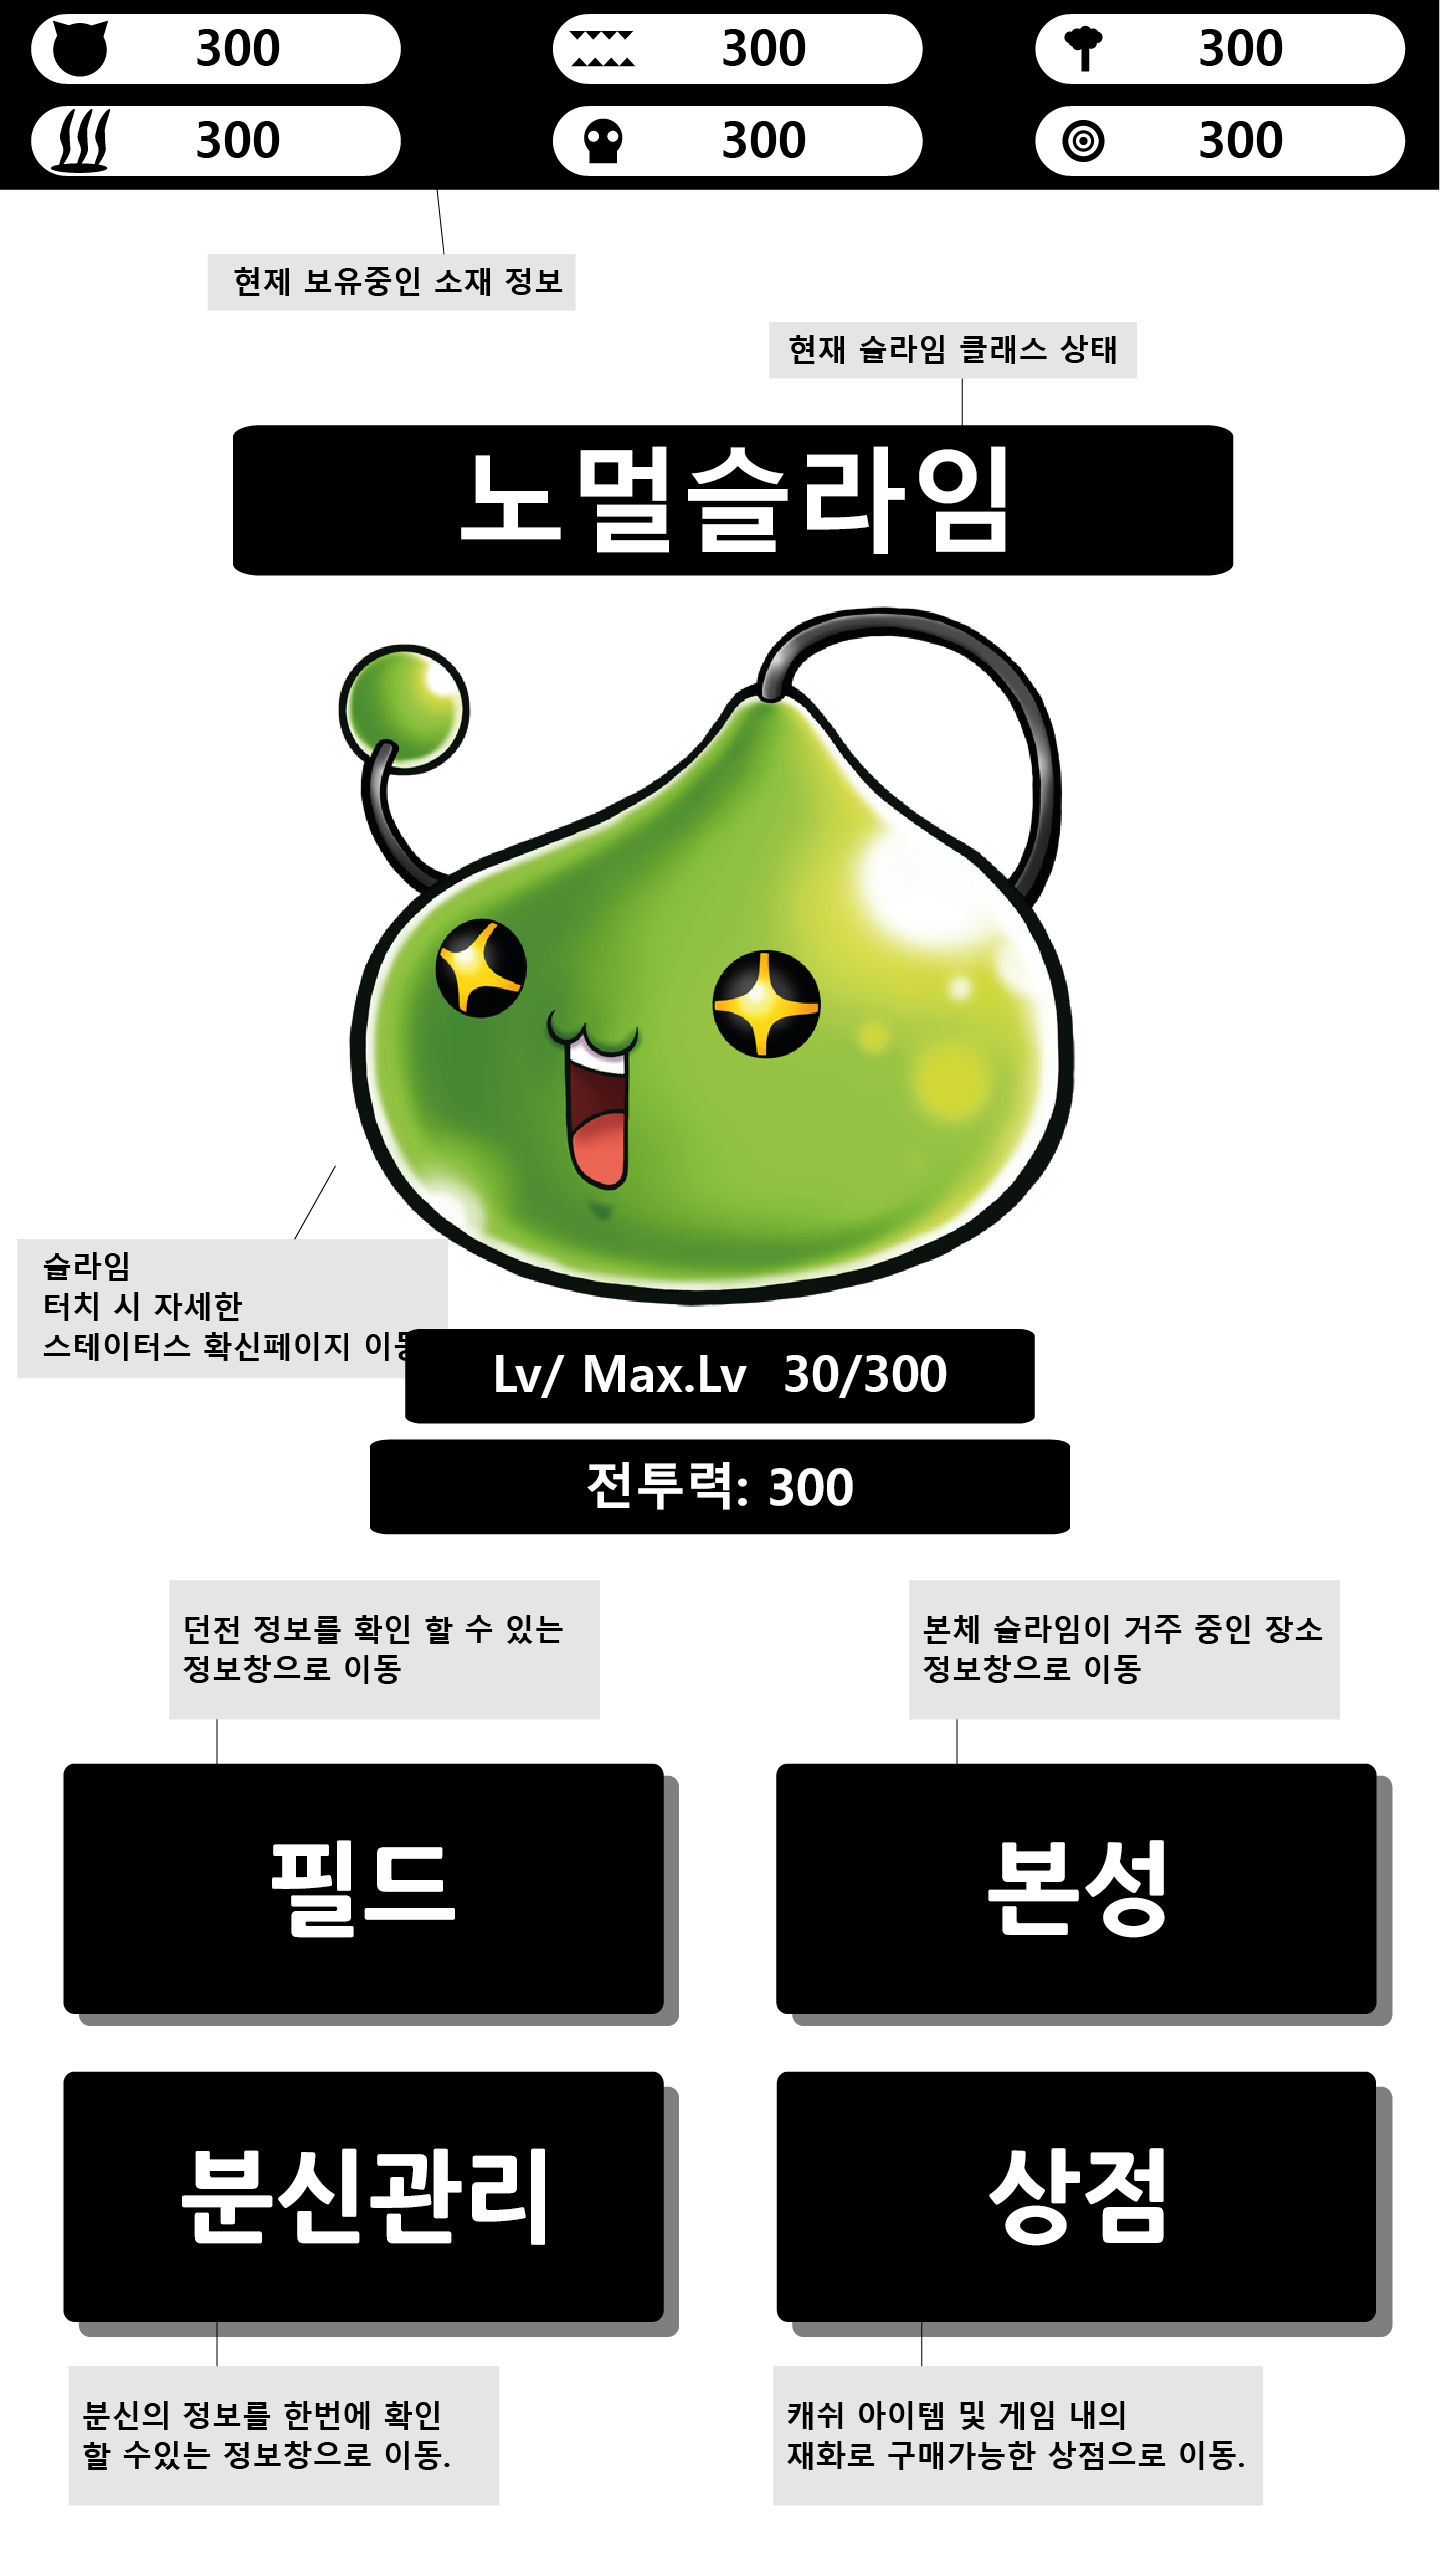 300
300
300
300
300
300
현제 보유중인 소재 정보
현재 슬라임 클래스 상태
노멀슬라임
슬라임
터치 시 자세한
스테이터스 확신페이지 이동
Lv/ Max.Lv 30/300
전투력: 300
던전 정보를 확인 할 수 있는
정보창으로 이동
본체 슬라임이 거주 중인 장소
정보창으로 이동
필드
본성
분신관리
상점
분신의 정보를 한번에 확인
할 수있는 정보창으로 이동.
캐쉬 아이템 및 게임 내의
재화로 구매가능한 상점으로 이동.